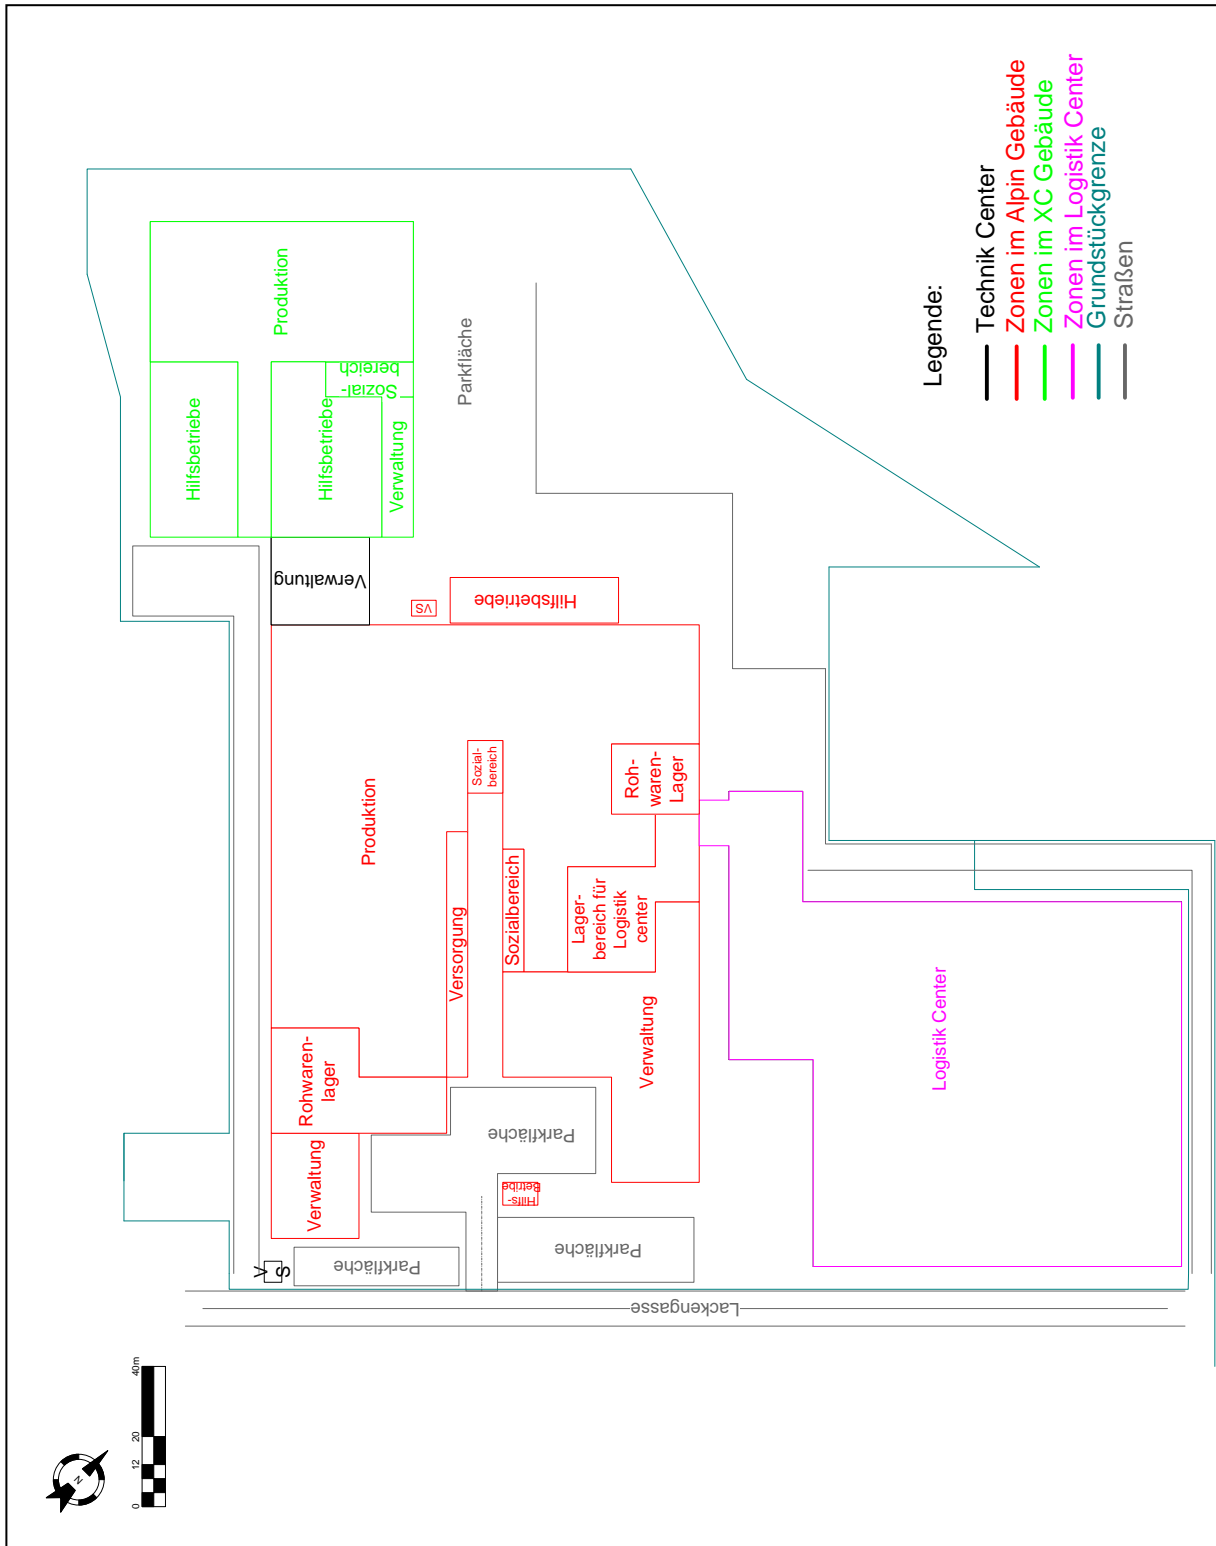 Legende:
Technik Center
Zonen im Alpin Gebäude
Zonen im XC Gebäude
Zonen im Logistik Center
Grundstückgrenze
Straßen
Produktion
Hilfsbetriebe
Hilfsbetriebe
Sozial-
bereich
Verwaltung
Parkfläche
Verwaltung
VS
Hilfsbetriebe
Produktion
Sozial-
bereich
Roh-
waren-
Lager
Versorgung
Sozialbereich
Lager-
bereich für
Logistik
center
Verwaltung
Logistik Center
Rohwaren-
lager
Verwaltung
Parkfläche
Hilfs-
Betribe
Parkfläche
Parkfläche
V
S
Lackengasse
0 12 20 40m
N